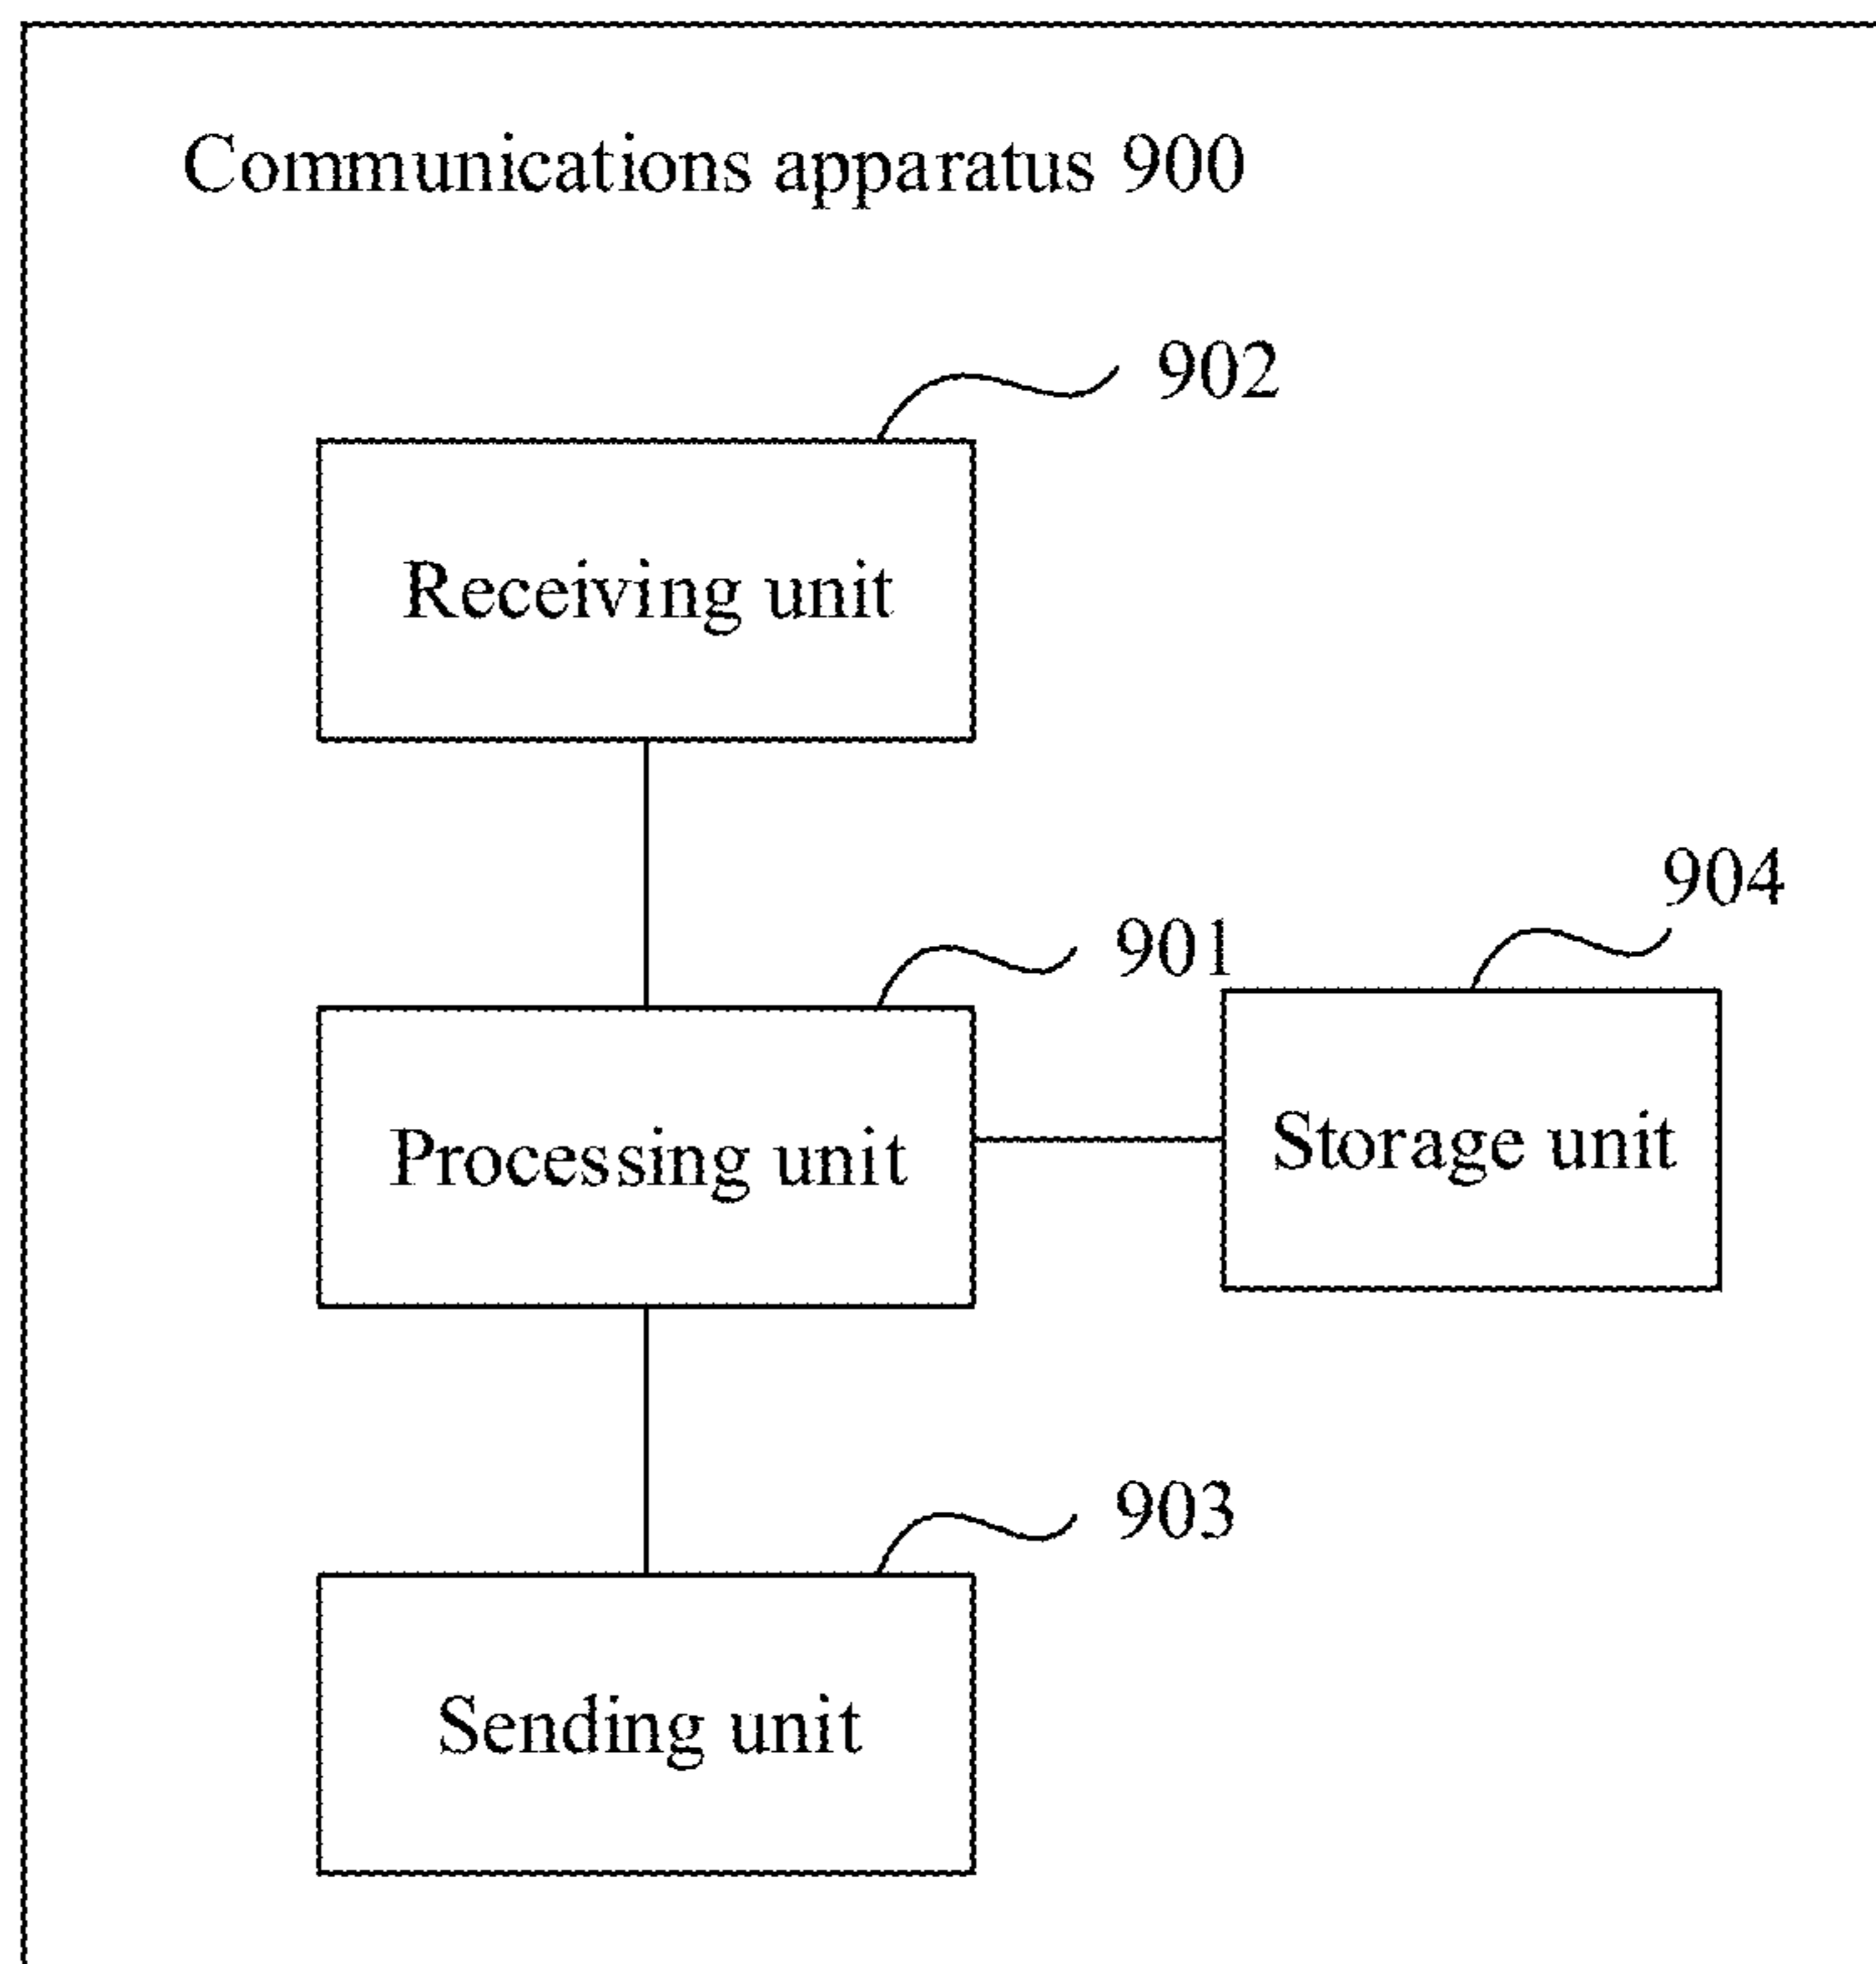 Communications apparatus 900
902
Receiving unit
904
901
Processing unit
Storage unit
903
Sending unit